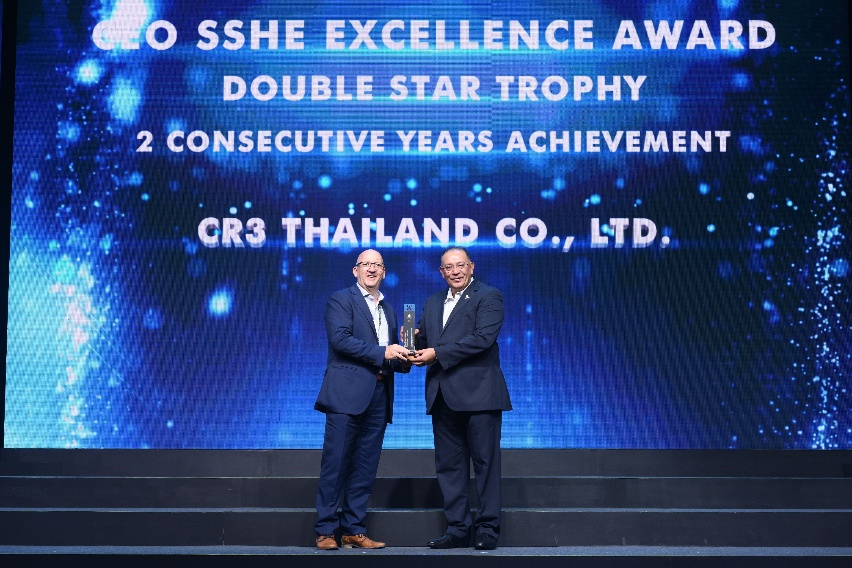 CEO SSHE EXCELLENCE AWARD
DOUBLE STAR TROPHY
2 CONSECUTIVE YEARS ACHIEVEMENT
CR3 THAILAND CO., LTD.